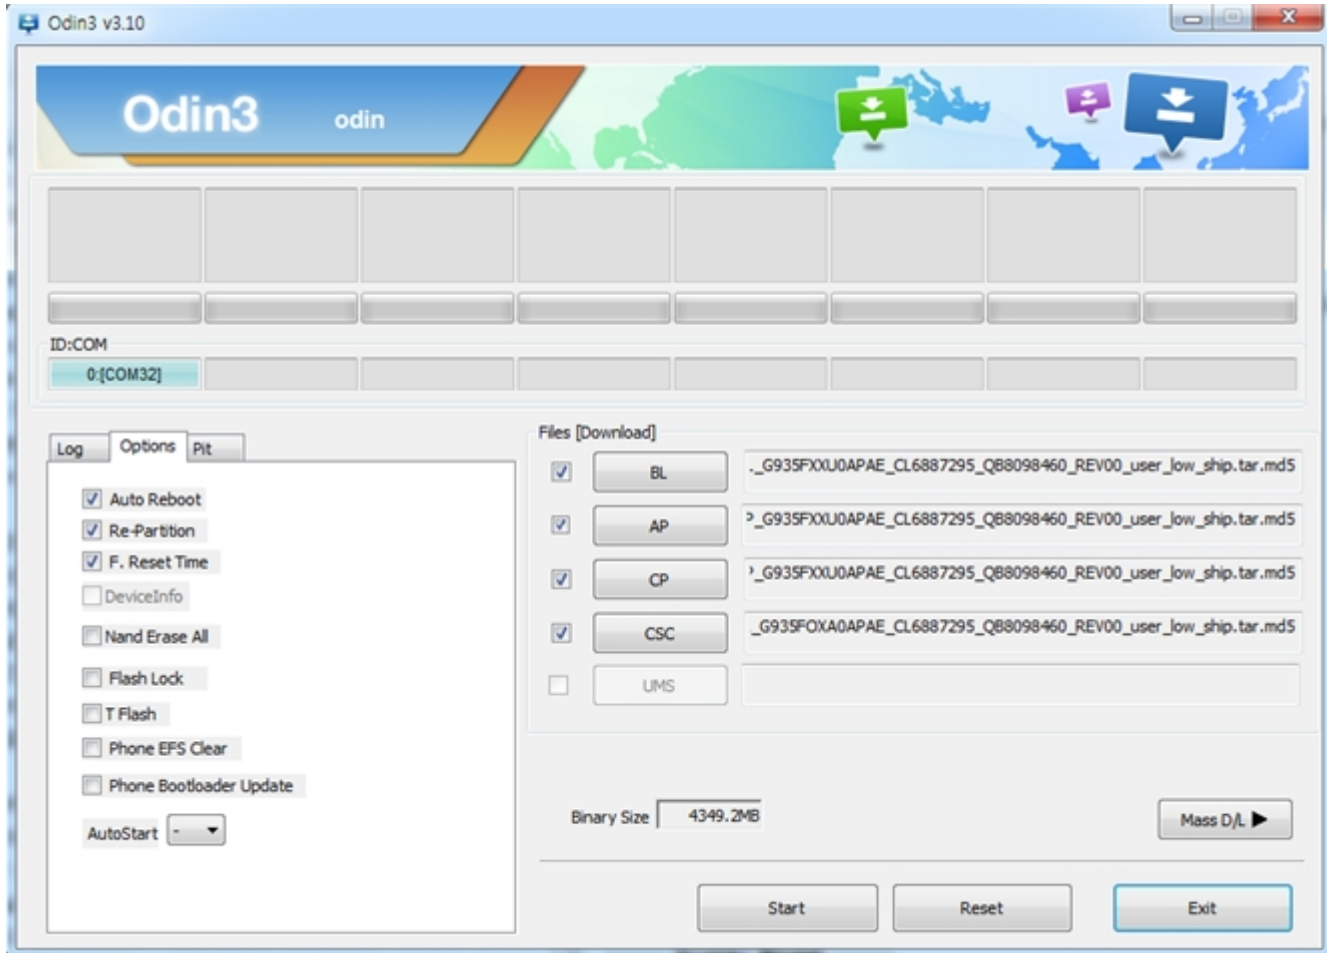 Odin3 v3.10
Odin3 odin
ID:COM
0:[COM32]
Log Options Pit
Auto Reboot
Re-Partition
F. Reset Time
DeviceInfo
Nand Erase All
Flash Lock
T Flash
Phone EFS Clear
Phone Bootloader Update
AutoStart -
Files [Download]
BL ._G935FXXU0APAE_CL6887295_QB8098460_REV00_user_low_ship.tar.md5
AP P_G935FXXU0APAE_CL6887295_QB8098460_REV00_user_low_ship.tar.md5
CP P_G935FXXU0APAE_CL6887295_QB8098460_REV00_user_low_ship.tar.md5
CSC _G935FOXA0APAE_CL6887295_QB8098460_REV00_user_low_ship.tar.md5
UMS
Binary Size 4349.2MB
Mass D/L
Start Reset Exit